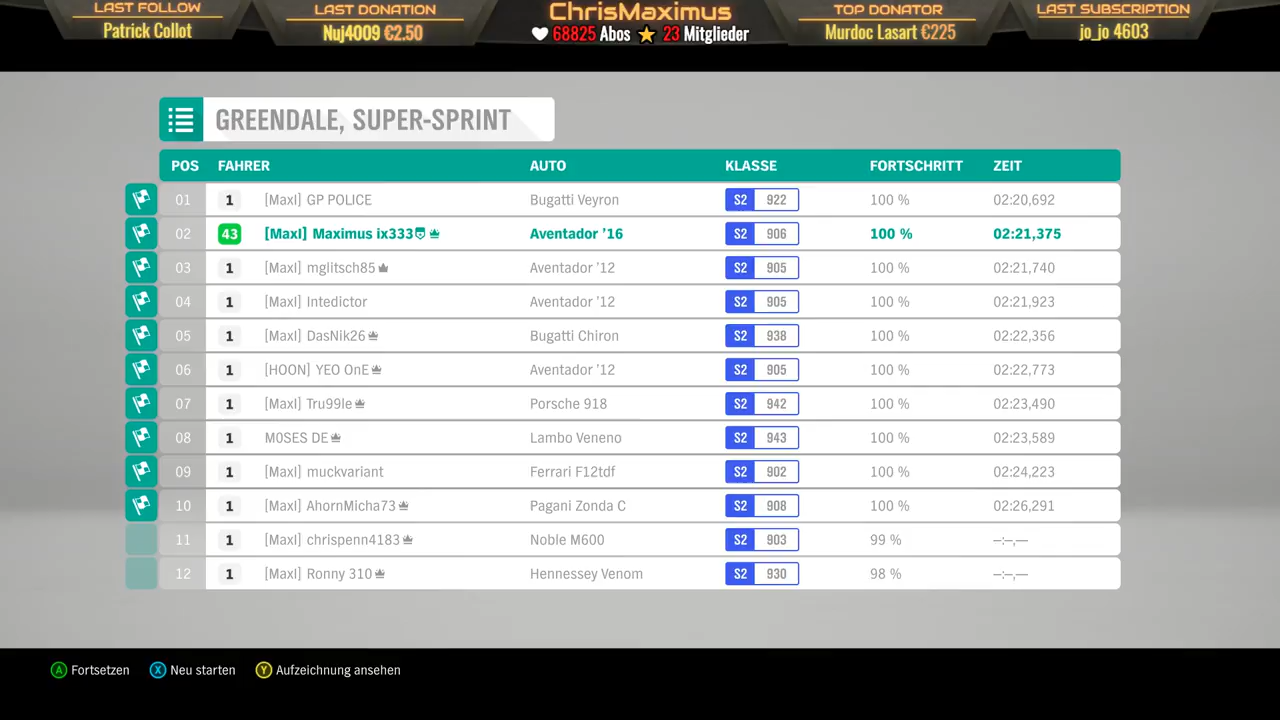 LAST FOLLOW
Patrick Collot
LAST DONATION
Nuj4009 €2.50
ChrisMaximus
68825 Abos 23 Mitglieder
TOP DONATOR
Murdoc Lasart €225
LAST SUBSCRIPTION
jo_jo 4603
GREENDALE, SUPER-SPRINT
POS FAHRER AUTO KLASSE FORTSCHRITT ZEIT
01 1 [MaxI] GP POLICE Bugatti Veyron S2 922 100 % 02:20,692
02 43 [MaxI] Maximus ix333 Aventador '16 S2 906 100 % 02:21,375
03 1 [MaxI] mglitsch85 Aventador '12 S2 905 100 % 02:21,740
04 1 [MaxI] Intedictor Aventador '12 S2 905 100 % 02:21,923
05 1 [MaxI] DasNik26 Bugatti Chiron S2 938 100 % 02:22,356
06 1 [HOON] YEO OnE Aventador '12 S2 905 100 % 02:22,773
07 1 [MaxI] Tru99le Porsche 918 S2 942 100 % 02:23,490
08 1 M0SES DE Lambo Veneno S2 943 100 % 02:23,589
09 1 [MaxI] muckvariant Ferrari F12tdf S2 902 100 % 02:24,223
10 1 [MaxI] AhornMicha73 Pagani Zonda C S2 908 100 % 02:26,291
11 1 [MaxI] chrispenn4183 Noble M600 S2 903 99 % --:--,---
12 1 [MaxI] Ronny 310 Hennessey Venom S2 930 98 % --:--,---
A Fortsetzen X Neu starten Y Aufzeichnung ansehen